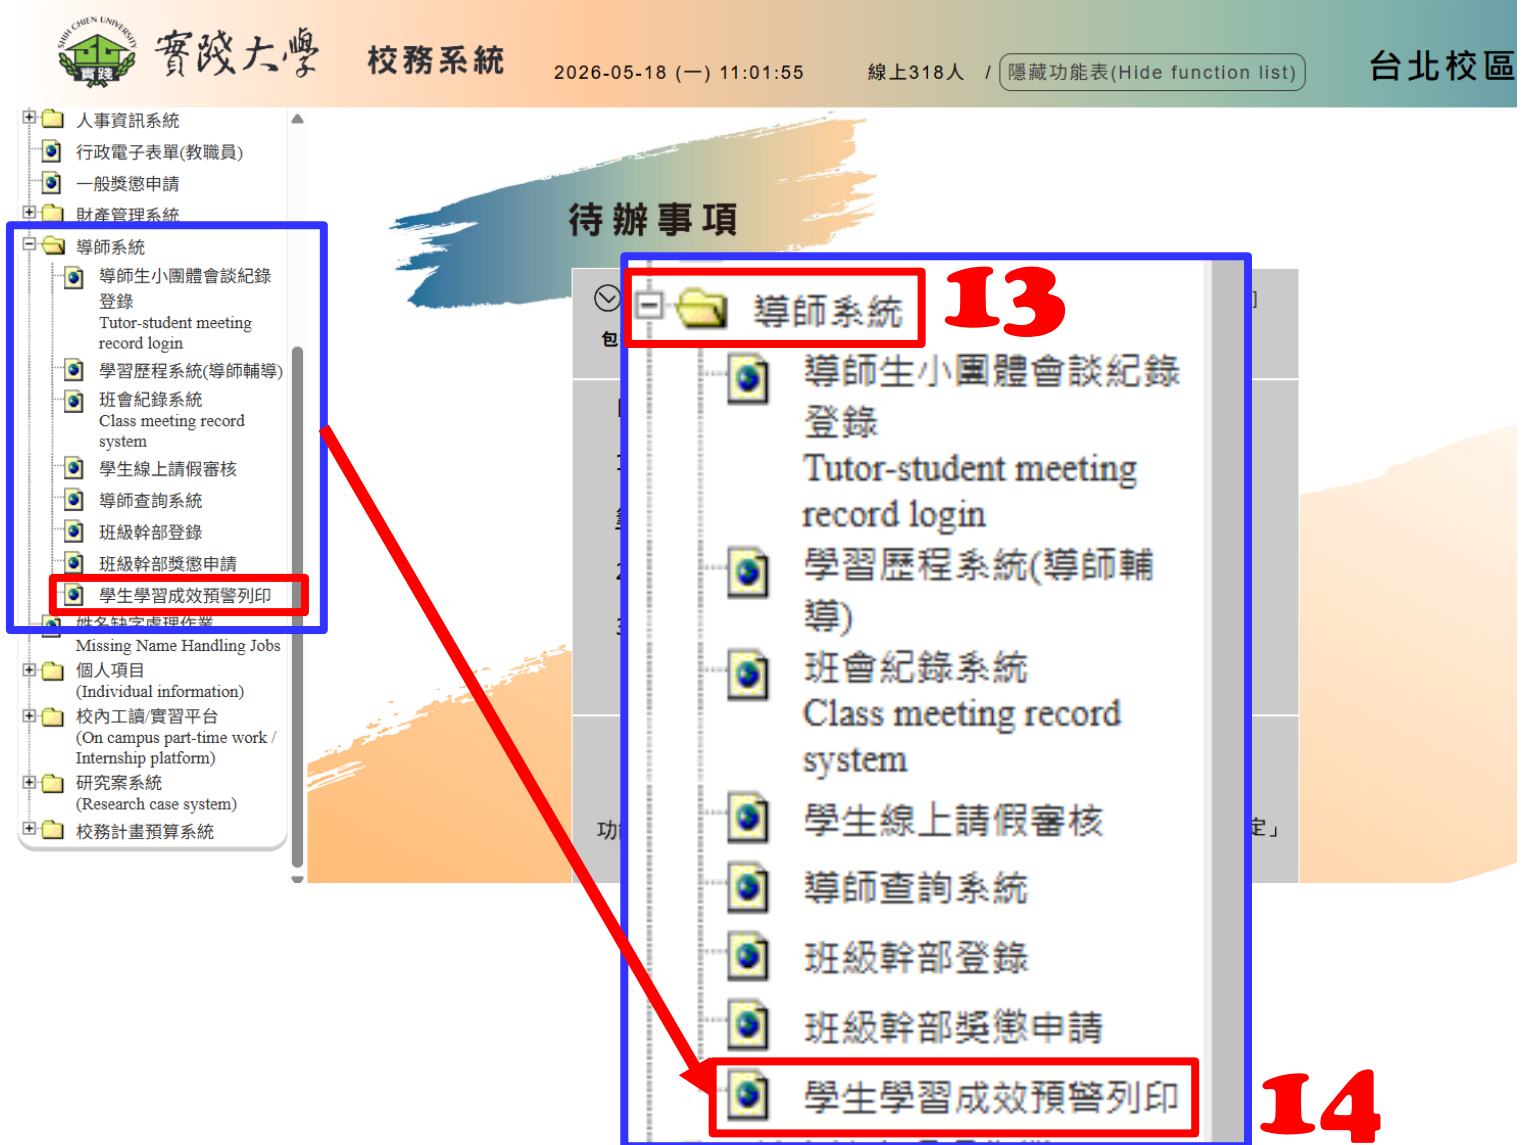 SHIH CHIEN UNIVERSITY
實踐
實踐大學 校務系統
2026-05-18 (一) 11:01:55
線上318人 / 隱藏功能表(Hide function list)
台北校區
人事資訊系統
行政電子表單(教職員)
一般獎懲申請
財產管理系統
導師系統
導師生小團體會談紀錄
登錄
Tutor-student meeting
record login
學習歷程系統(導師輔導)
班會紀錄系統
Class meeting record
system
學生線上請假審核
導師查詢系統
班級幹部登錄
班級幹部獎懲申請
學生學習成效預警列印
姓名缺字處理作業
Missing Name Handling Jobs
個人項目
(Individual information)
校內工讀/實習平台
(On campus part-time work /
Internship platform)
研究案系統
(Research case system)
校務計畫預算系統
待辦事項
包
功
定」
導師系統
13
導師生小團體會談紀錄
登錄
Tutor-student meeting
record login
學習歷程系統(導師輔
導)
班會紀錄系統
Class meeting record
system
學生線上請假審核
導師查詢系統
班級幹部登錄
班級幹部獎懲申請
學生學習成效預警列印
14